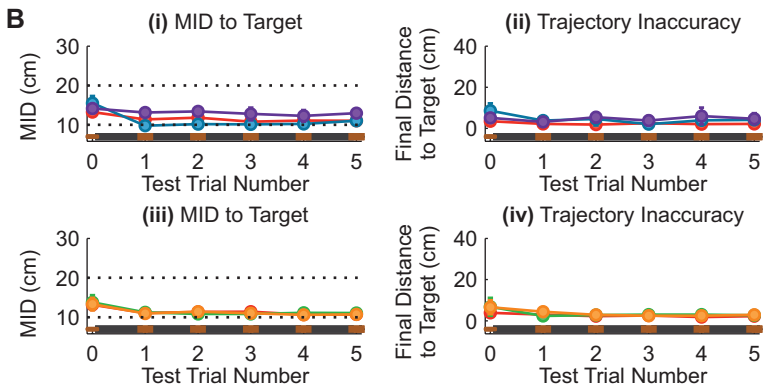 B
(i) MID to Target
MID (cm)
30
20
10
0 1 2 3 4 5
Test Trial Number
(ii) Trajectory Inaccuracy
Final Distance
to Target (cm)
40
20
0
0 1 2 3 4 5
Test Trial Number
(iii) MID to Target
MID (cm)
30
20
10
0 1 2 3 4 5
Test Trial Number
(iv) Trajectory Inaccuracy
Final Distance
to Target (cm)
40
20
0
0 1 2 3 4 5
Test Trial Number